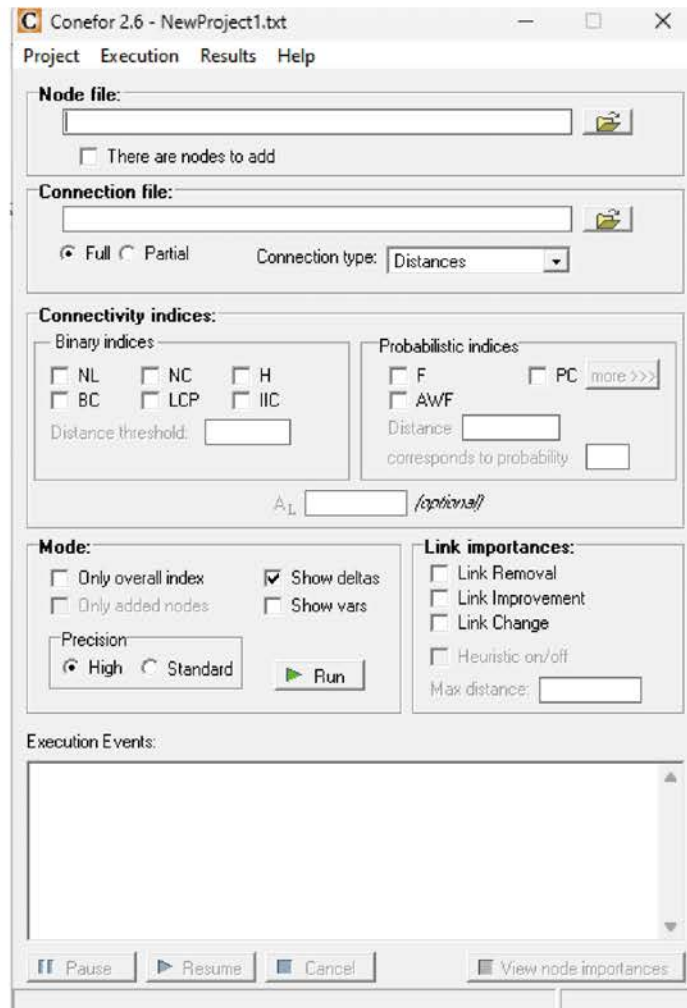 C Conefor 2.6 - NewProject1.txt
Project Execution Results Help
Node file:
There are nodes to add
Connection file:
Full Partial Connection type: Distances
Connectivity indices:
Binary indices
NL NC H
BC LCP IIC
Distance threshold:
Probabilistic indices
F PC more >>>
AWF
Distance
corresponds to probability
AL (optional)
Mode:
Only overall index Show deltas
Only added nodes Show vars
Precision
High Standard
Run
Link importances:
Link Removal
Link Improvement
Link Change
Heuristic on/off
Max distance:
Execution Events:
Pause Resume Cancel View node importances